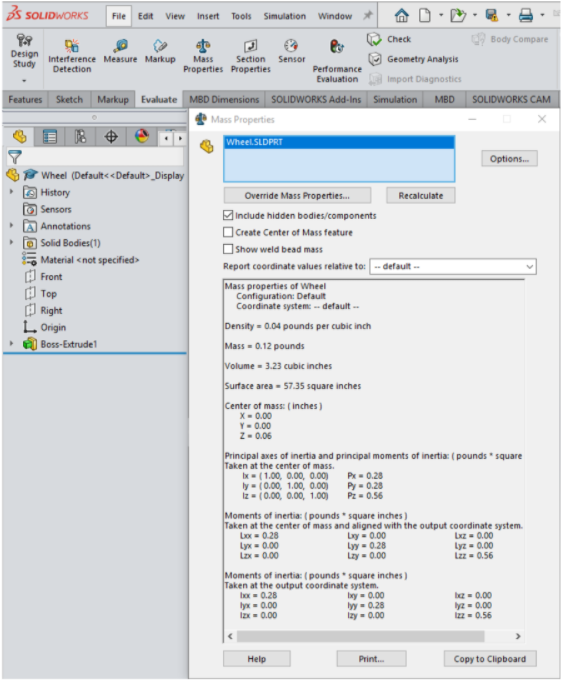 SOLIDWORKS File Edit View Insert Tools Simulation Window
Design Study Interference Detection Measure Markup Mass Properties Section Properties Sensor Performance Evaluation Check Geometry Analysis Import Diagnostics Body Compare
Features Sketch Markup Evaluate MBD Dimensions SOLIDWORKS Add-Ins Simulation MBD SOLIDWORKS CAM
Wheel (Default<<Default>_Display
History
Sensors
Annotations
Solid Bodies(1)
Material <not specified>
Front
Top
Right
Origin
Boss-Extrude1
Mass Properties
Wheel.SLDPRT
Options...
Override Mass Properties... Recalculate
Include hidden bodies/components
Create Center of Mass feature
Show weld bead mass
Report coordinate values relative to: -- default --
Mass properties of Wheel
Configuration: Default
Coordinate system: -- default --
Density = 0.04 pounds per cubic inch
Mass = 0.12 pounds
Volume = 3.23 cubic inches
Surface area = 57.35 square inches
Center of mass: ( inches )
X = 0.00
Y = 0.00
Z = 0.06
Principal axes of inertia and principal moments of inertia: ( pounds * square
Taken at the center of mass.
Ix = ( 1.00, 0.00, 0.00) Px = 0.28
Iy = ( 0.00, 1.00, 0.00) Py = 0.28
Iz = ( 0.00, 0.00, 1.00) Pz = 0.56
Moments of inertia: ( pounds * square inches )
Taken at the center of mass and aligned with the output coordinate system.
Lxx = 0.28 Lxy = 0.00 Lxz = 0.00
Lyx = 0.00 Lyy = 0.28 Lyz = 0.00
Lzx = 0.00 Lzy = 0.00 Lzz = 0.56
Moments of inertia: ( pounds * square inches )
Taken at the output coordinate system.
Ixx = 0.28 Ixy = 0.00 Ixz = 0.00
Iyx = 0.00 Iyy = 0.28 Iyz = 0.00
Izx = 0.00 Izy = 0.00 Izz = 0.56
Help Print... Copy to Clipboard